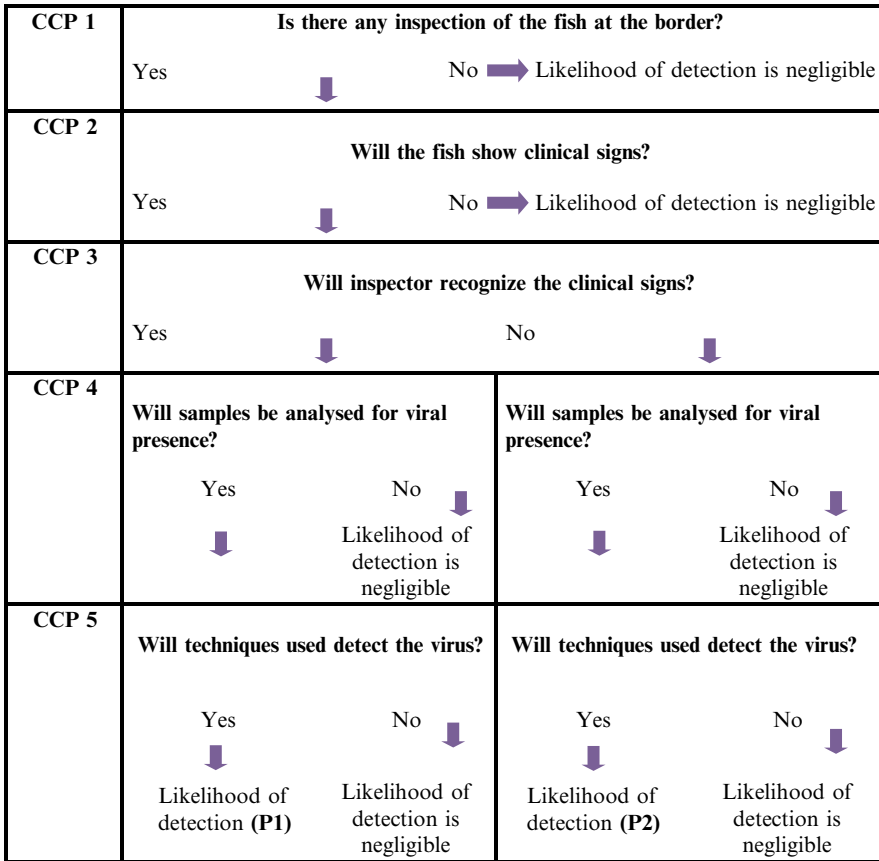 CCP 1
Is there any inspection of the fish at the border?
Yes No Likelihood of detection is negligible
CCP 2
Will the fish show clinical signs?
Yes No Likelihood of detection is negligible
CCP 3
Will inspector recognize the clinical signs?
Yes No
CCP 4
Will samples be analysed for viral
presence?
Yes No
Likelihood of
detection is
negligible
Will samples be analysed for viral
presence?
Yes No
Likelihood of
detection is
negligible
CCP 5
Will techniques used detect the virus?
Yes No
Likelihood of
detection (P1)
Likelihood of
detection is
negligible
Will techniques used detect the virus?
Yes No
Likelihood of
detection (P2)
Likelihood of
detection is
negligible